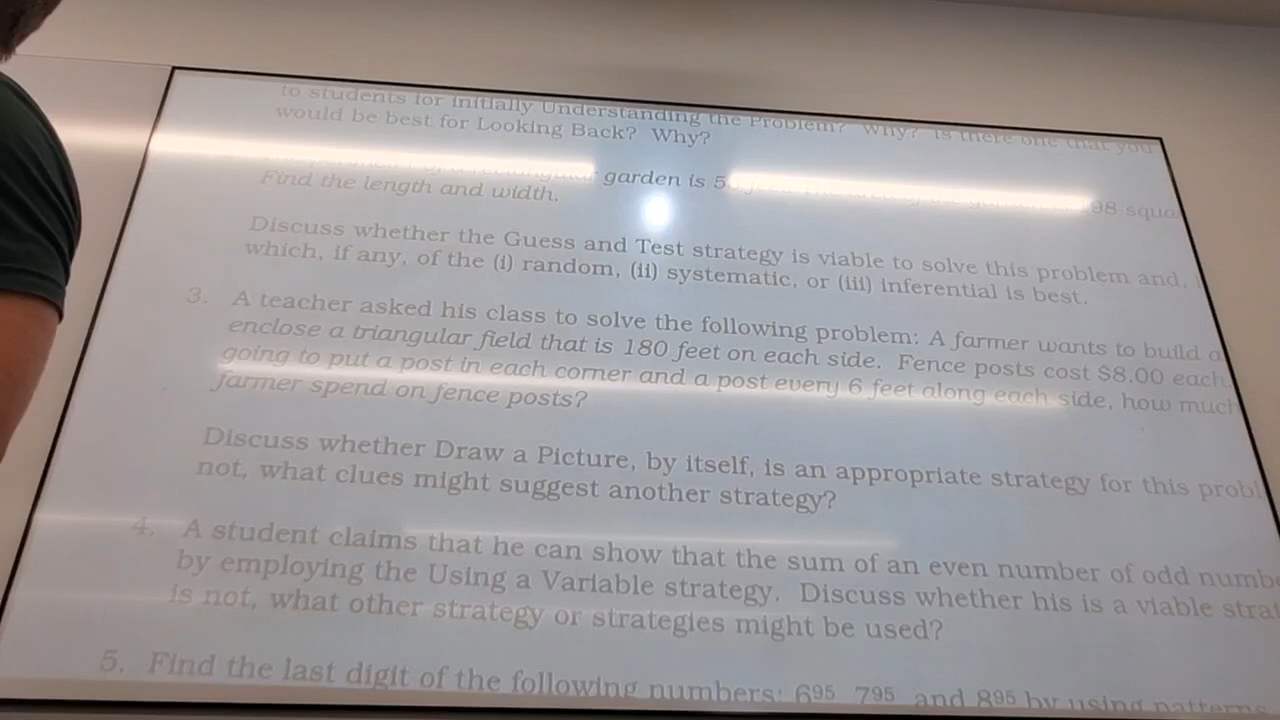 to students for initially Understanding the Problem? Why? Is there one that you
would be best for Looking Back? Why?
garden is 5
98 squa
Find the length and width.
Discuss whether the Guess and Test strategy is viable to solve this problem and,
which, if any, of the (i) random, (ii) systematic, or (iii) inferential is best.
3. A teacher asked his class to solve the following problem: A farmer wants to build a
enclose a triangular field that is 180 feet on each side. Fence posts cost $8.00 each.
going to put a post in each corner and a post every 6 feet along each side, how much
farmer spend on fence posts?
Discuss whether Draw a Picture, by itself, is an appropriate strategy for this probl
not, what clues might suggest another strategy?
4. A student claims that he can show that the sum of an even number of odd numbe
by employing the Using a Variable strategy. Discuss whether his is a viable strat
is not, what other strategy or strategies might be used?
5. Find the last digit of the following numbers: 6⁹⁵ 7⁹⁵ and 8⁹⁵ by using patterns